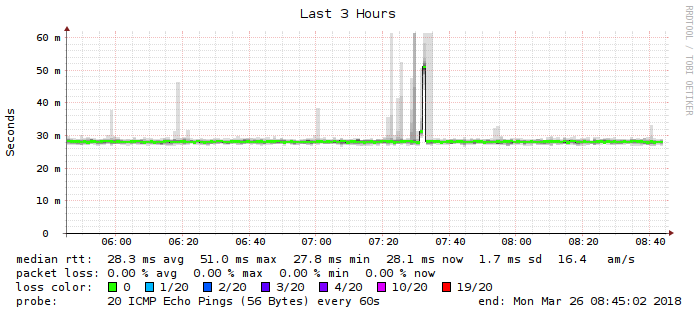 Last 3 Hours
RRDTOOL / TOBI OETIKER
Seconds
60 m
50 m
40 m
30 m
20 m
10 m
0
06:00 06:20 06:40 07:00 07:20 07:40 08:00 08:20 08:40
median rtt: 28.3 ms avg 51.0 ms max 27.8 ms min 28.1 ms now 1.7 ms sd 16.4 am/s
packet loss: 0.00 % avg 0.00 % max 0.00 % min 0.00 % now
loss color: 0 1/20 2/20 3/20 4/20 10/20 19/20
probe: 20 ICMP Echo Pings (56 Bytes) every 60s end: Mon Mar 26 08:45:02 2018